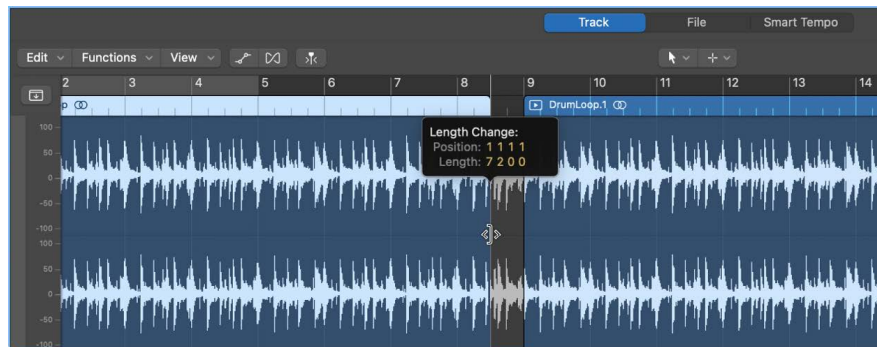 Track File Smart Tempo
Edit Functions View
2 3 4 5 6 7 8 9 10 11 12 13 14
p DrumLoop.1
Length Change:
Position: 1 1 1 1
Length: 7 2 0 0
100
50
0
-50
-100
100
50
0
-50
-100